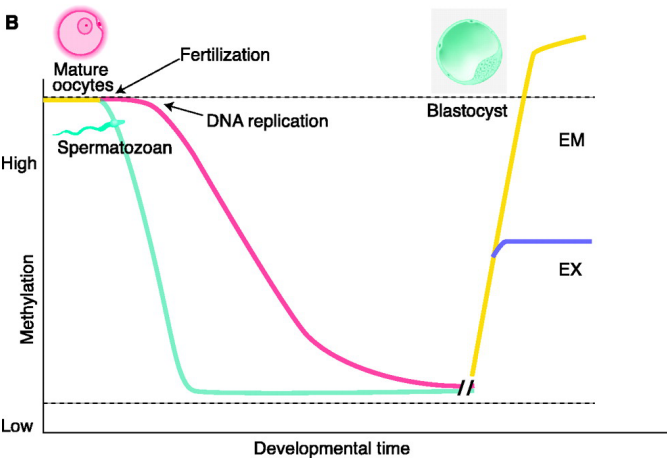 B
Mature
oocytes
Fertilization
DNA replication
Spermatozoan
Blastocyst
High
EM
EX
Methylation
Low
Developmental time